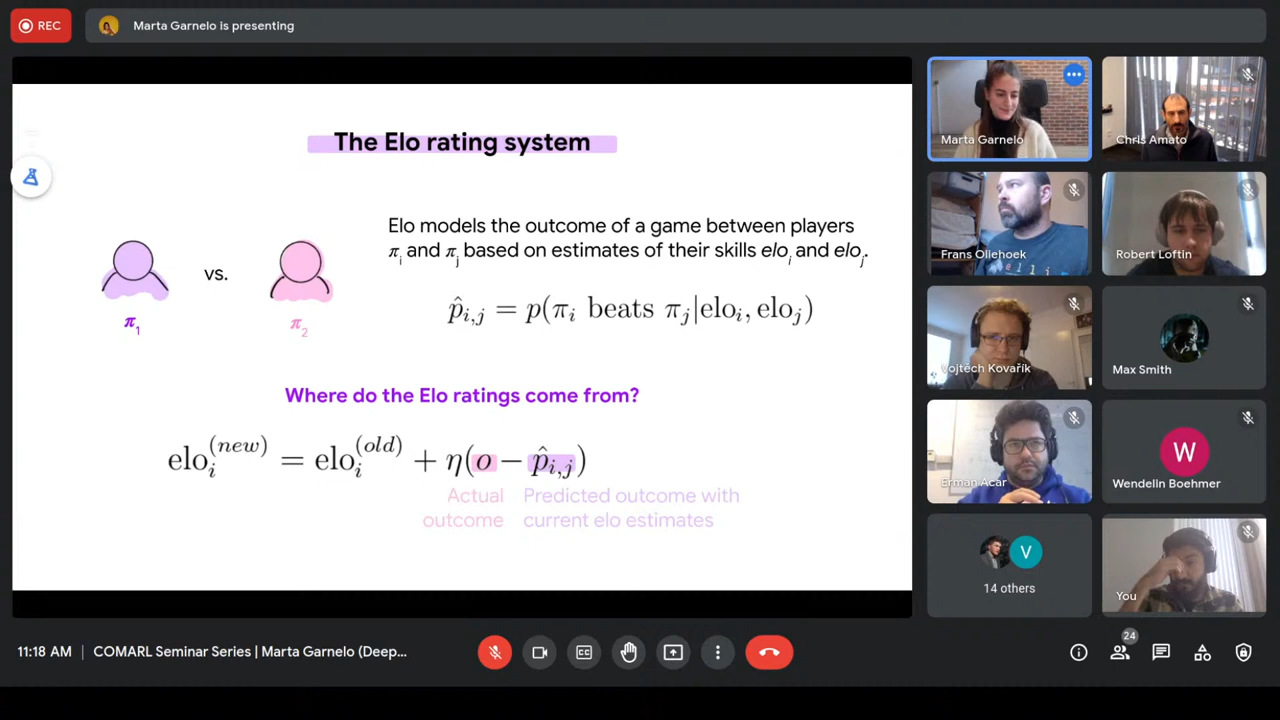 REC
Marta Garnelo is presenting
The Elo rating system
Elo models the outcome of a game between players
πi and πj based on estimates of their skills eloi and eloj.
vs.
π1
π2
p̂i,j = p(πi beats πj|eloi, eloj)
Where do the Elo ratings come from?
eloi(new) = eloi(old) + η(o − p̂i,j)
Actual
outcome
Predicted outcome with
current elo estimates
Marta Garnelo
Chris Amato
Frans Oliehoek
Robert Loftin
Vojtech Kovařík
Max Smith
Erman Acar
W
Wendelin Boehmer
V
14 others
You
11:18 AM
COMARL Seminar Series | Marta Garnelo (Deep...
24